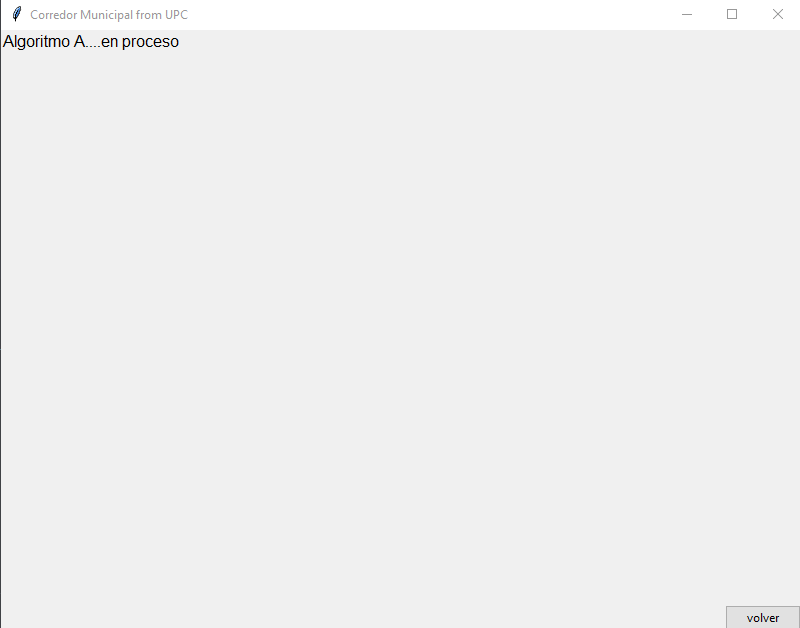 Corredor Municipal from UPC
Algoritmo A....en proceso
volver